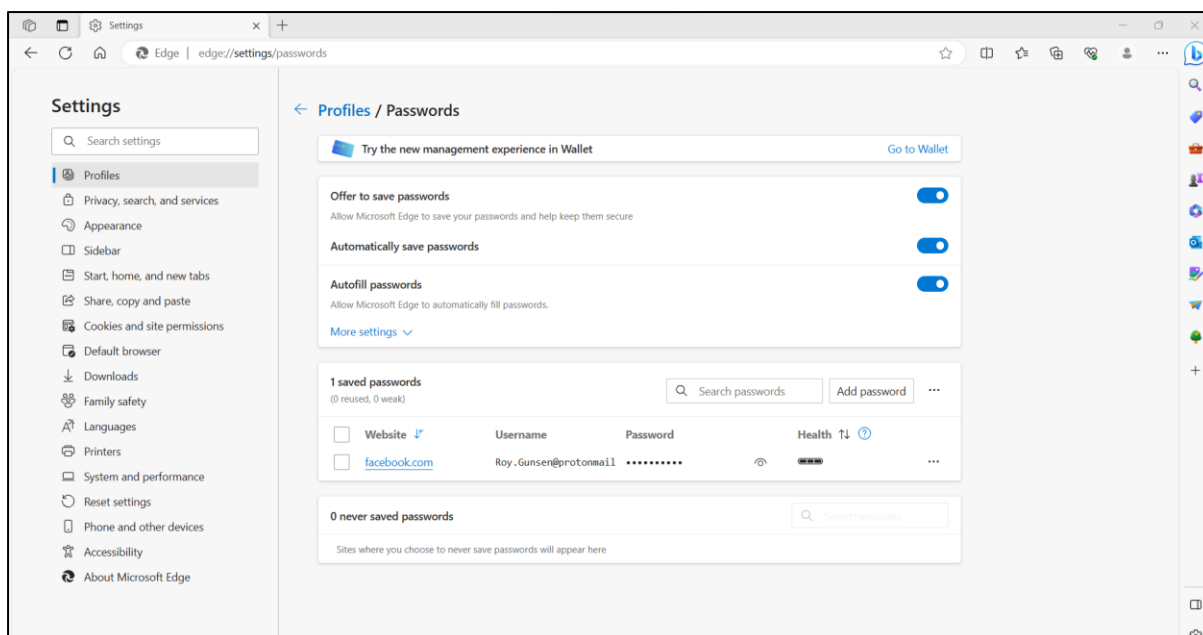 Settings
Edge | edge://settings/passwords
Settings
Search settings
Profiles
Privacy, search, and services
Appearance
Sidebar
Start, home, and new tabs
Share, copy and paste
Cookies and site permissions
Default browser
Downloads
Family safety
Languages
Printers
System and performance
Reset settings
Phone and other devices
Accessibility
About Microsoft Edge
Profiles / Passwords
Try the new management experience in Wallet Go to Wallet
Offer to save passwords
Allow Microsoft Edge to save your passwords and help keep them secure
Automatically save passwords
Autofill passwords
Allow Microsoft Edge to automatically fill passwords.
More settings
1 saved passwords
(0 reused, 0 weak)
Search passwords Add password
Website Username Password Health
facebook.com Roy.Gunsen@protonmail ••••••••••
0 never saved passwords
Search websites
Sites where you choose to never save passwords will appear here